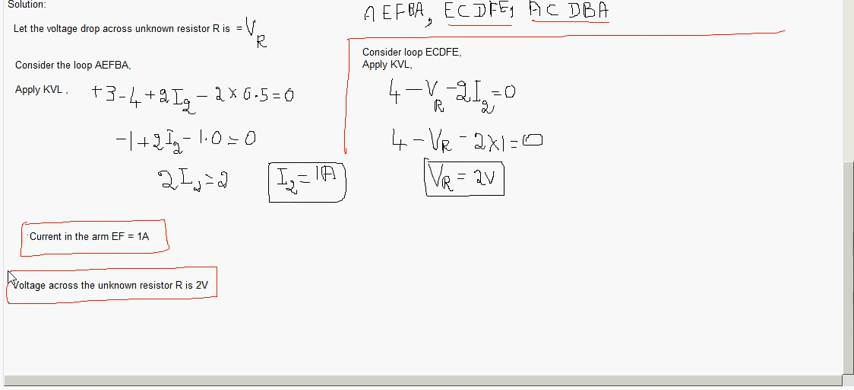 Solution:
AEFBA, ECDFE, ACDBA
Let the voltage drop across unknown resistor R is = V_R
Consider the loop AEFBA,
Apply KVL, +3-4+2I_2-2×0.5=0
-1+2I_2-1.0=0
2I_2=2
I_2=1A
Consider loop ECDFE,
Apply KVL,
4-V_R-2I_2=0
4-V_R-2×1=0
V_R=2V
Current in the arm EF = 1A
Voltage across the unknown resistor R is 2V